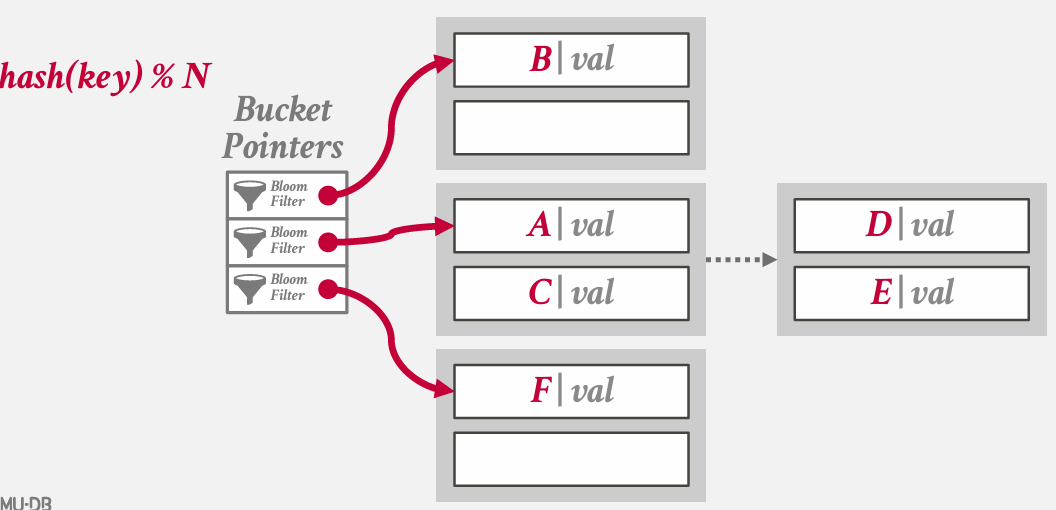 hash(key) % N
Bucket
Pointers
Bloom
Filter
Bloom
Filter
Bloom
Filter
B|val
A|val
C|val
D|val
E|val
F|val
MU·DB